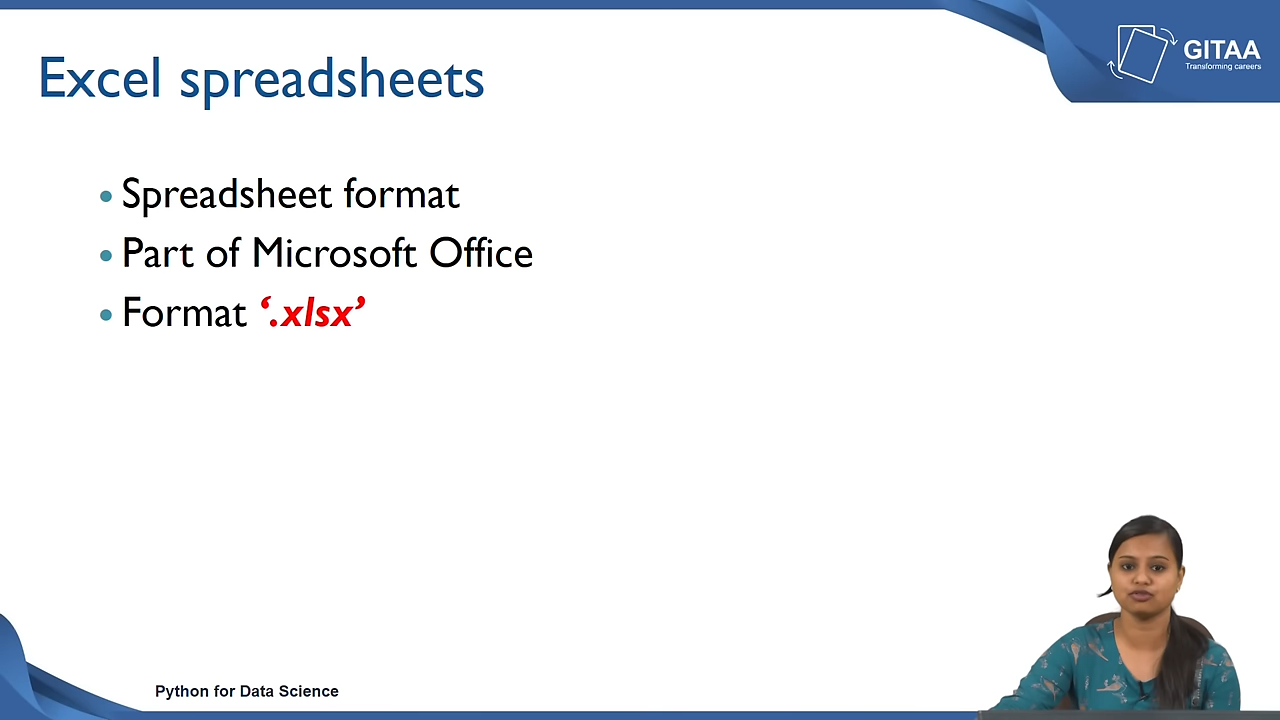 GITAA
Transforming careers
Excel spreadsheets
• Spreadsheet format
• Part of Microsoft Office
• Format ‘.xlsx’
Python for Data Science